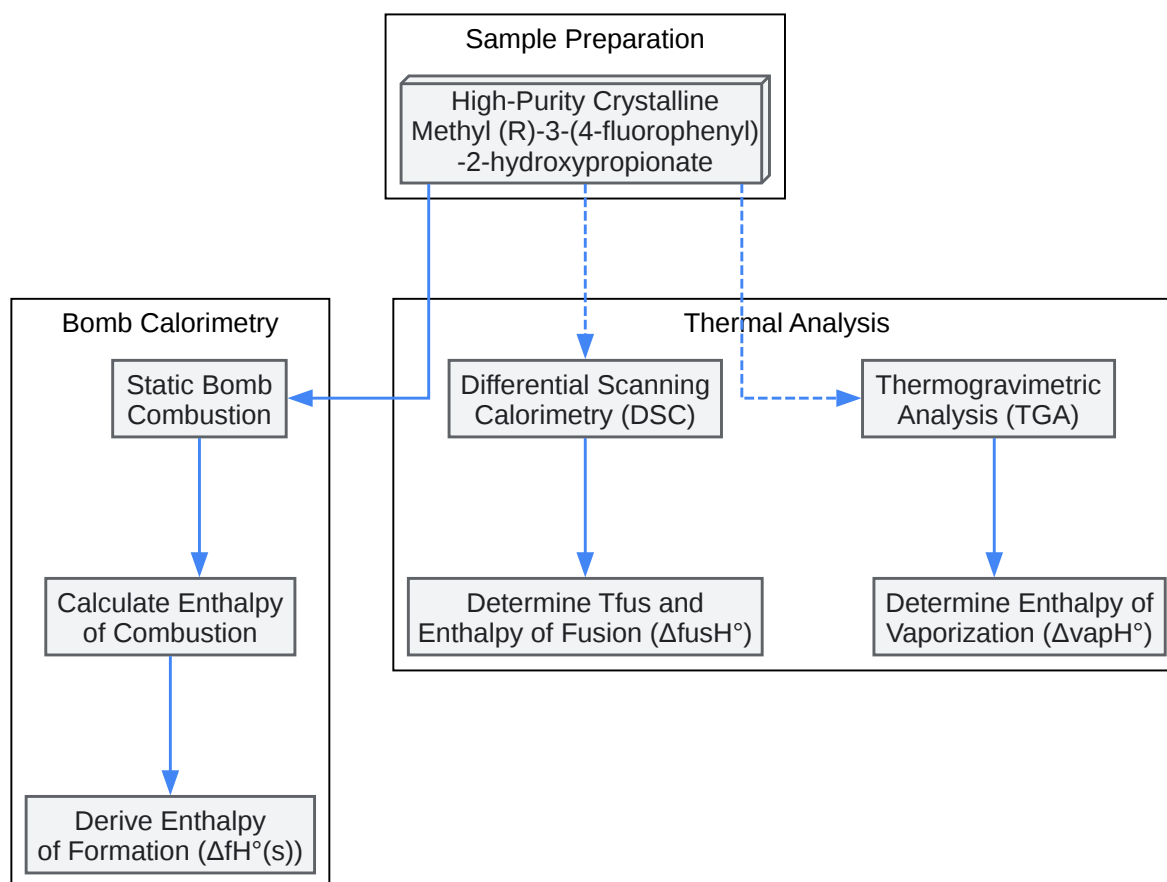 Sample Preparation
High-Purity Crystalline
Methyl (R)-3-(4-fluorophenyl)
-2-hydroxypropionate
Bomb Calorimetry
Static Bomb
Combustion
Calculate Enthalpy
of Combustion
Derive Enthalpy
of Formation (ΔfH°(s))
Thermal Analysis
Differential Scanning
Calorimetry (DSC)
Determine Tfus and
Enthalpy of Fusion (ΔfusH°)
Thermogravimetric
Analysis (TGA)
Determine Enthalpy of
Vaporization (ΔvapH°)